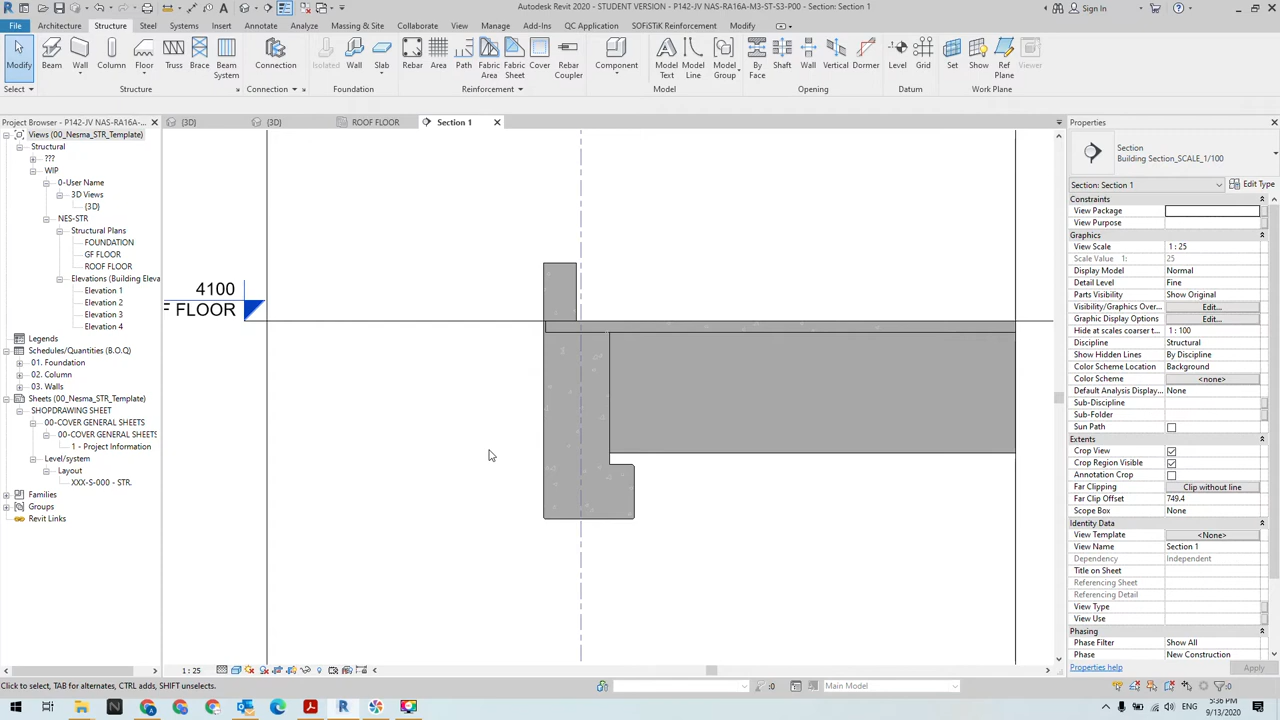 Autodesk Revit 2020 - STUDENT VERSION - P142-JV NAS-RA16A-M3-ST-S3-P00 - Section: Section 1
Sign In
File Architecture Structure Steel Systems Insert Annotate Analyze Massing & Site Collaborate View Manage Add-Ins QC Application SOFiSTiK Reinforcement Modify
Modify Beam Wall Column Floor Truss Brace Beam System Connection Isolated Wall Slab Rebar Area Path Fabric Area Fabric Sheet Cover Rebar Coupler Component Model Text Model Line Model Group By Face Shaft Wall Vertical Dormer Level Grid Set Show Ref Plane Viewer
Select Structure Connection Foundation Reinforcement Model Opening Datum Work Plane
Project Browser - P142-JV NAS-RA16A-...
{3D} {3D} ROOF FLOOR Section 1
Properties
Views (00_Nesma_STR_Template)
Structural
???
WIP
0-User Name
3D Views
{3D}
NES-STR
Structural Plans
FOUNDATION
GF FLOOR
ROOF FLOOR
Elevations (Building Eleva
Elevation 1
Elevation 2
Elevation 3
Elevation 4
Legends
Schedules/Quantities (B.O.Q)
01. Foundation
02. Column
03. Walls
Sheets (00_Nesma_STR_Template)
SHOPDRAWING SHEET
00-COVER GENERAL SHEETS
00-COVER GENERAL SHEETS
1 - Project Information
Level/system
Layout
XXX-S-000 - STR.
Families
Groups
Revit Links
4100
F FLOOR
Section
Building Section_SCALE_1/100
Section: Section 1 Edit Type
Constraints
View Package
View Purpose
Graphics
View Scale 1 : 25
Scale Value 1: 25
Display Model Normal
Detail Level Fine
Parts Visibility Show Original
Visibility/Graphics Over... Edit...
Graphic Display Options Edit...
Hide at scales coarser t... 1 : 100
Discipline Structural
Show Hidden Lines By Discipline
Color Scheme Location Background
Color Scheme <none>
Default Analysis Display... None
Sub-Discipline
Sub-Folder
Sun Path
Extents
Crop View
Crop Region Visible
Annotation Crop
Far Clipping Clip without line
Far Clip Offset 749.4
Scope Box None
Identity Data
View Template <None>
View Name Section 1
Dependency Independent
Title on Sheet
Referencing Sheet
Referencing Detail
View Type
View Use
Phasing
Phase Filter Show All
Phase New Construction
Properties help Apply
1 : 25
Click to select, TAB for alternates, CTRL adds, SHIFT unselects.
:0 Main Model :0
5:36 PM
9/13/2020